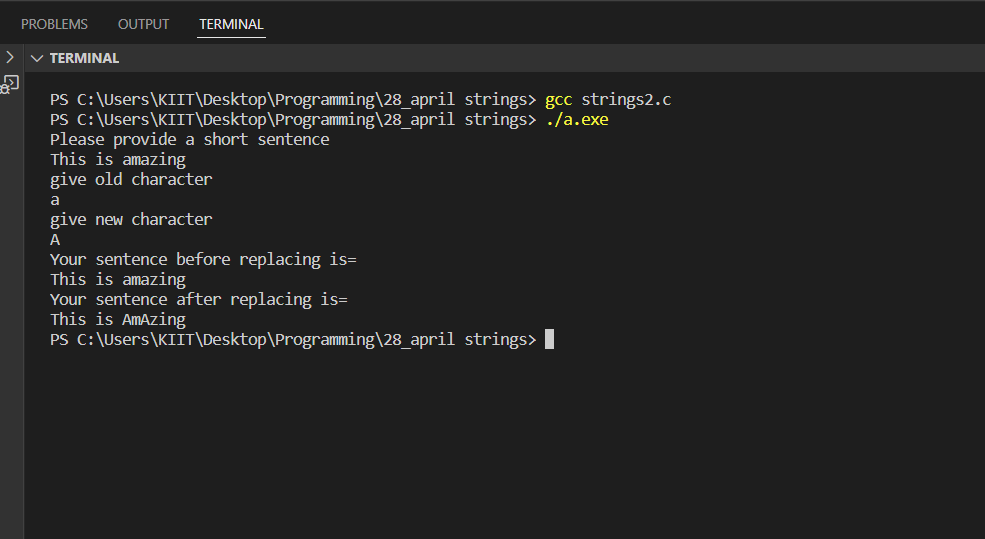 PROBLEMS OUTPUT TERMINAL
TERMINAL
PS C:\Users\KIIT\Desktop\Programming\28_april strings> gcc strings2.c
PS C:\Users\KIIT\Desktop\Programming\28_april strings> ./a.exe
Please provide a short sentence
This is amazing
give old character
a
give new character
A
Your sentence before replacing is=
This is amazing
Your sentence after replacing is=
This is AmAzing
PS C:\Users\KIIT\Desktop\Programming\28_april strings>